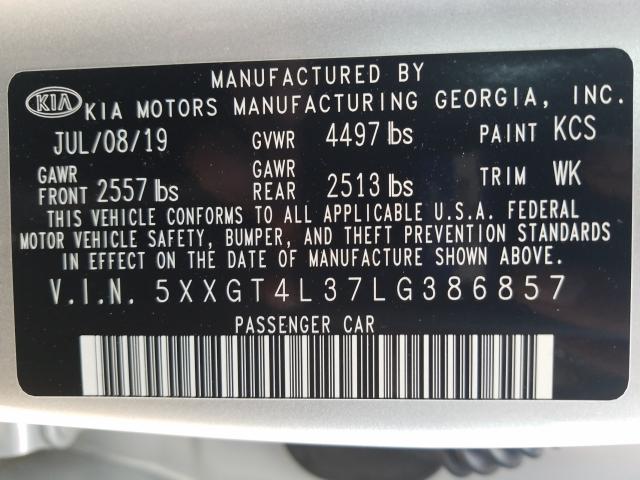 MANUFACTURED BY
KIA KIA MOTORS MANUFACTURING GEORGIA, INC.
JUL/08/19 GVWR 4497 lbs PAINT KCS
GAWR FRONT 2557 lbs GAWR REAR 2513 lbs TRIM WK
THIS VEHICLE CONFORMS TO ALL APPLICABLE U.S.A. FEDERAL
MOTOR VEHICLE SAFETY, BUMPER, AND THEFT PREVENTION STANDARDS
IN EFFECT ON THE DATE OF MANUFACTURE SHOWN ABOVE.
V.I.N. 5XXGT4L37LG386857
PASSENGER CAR